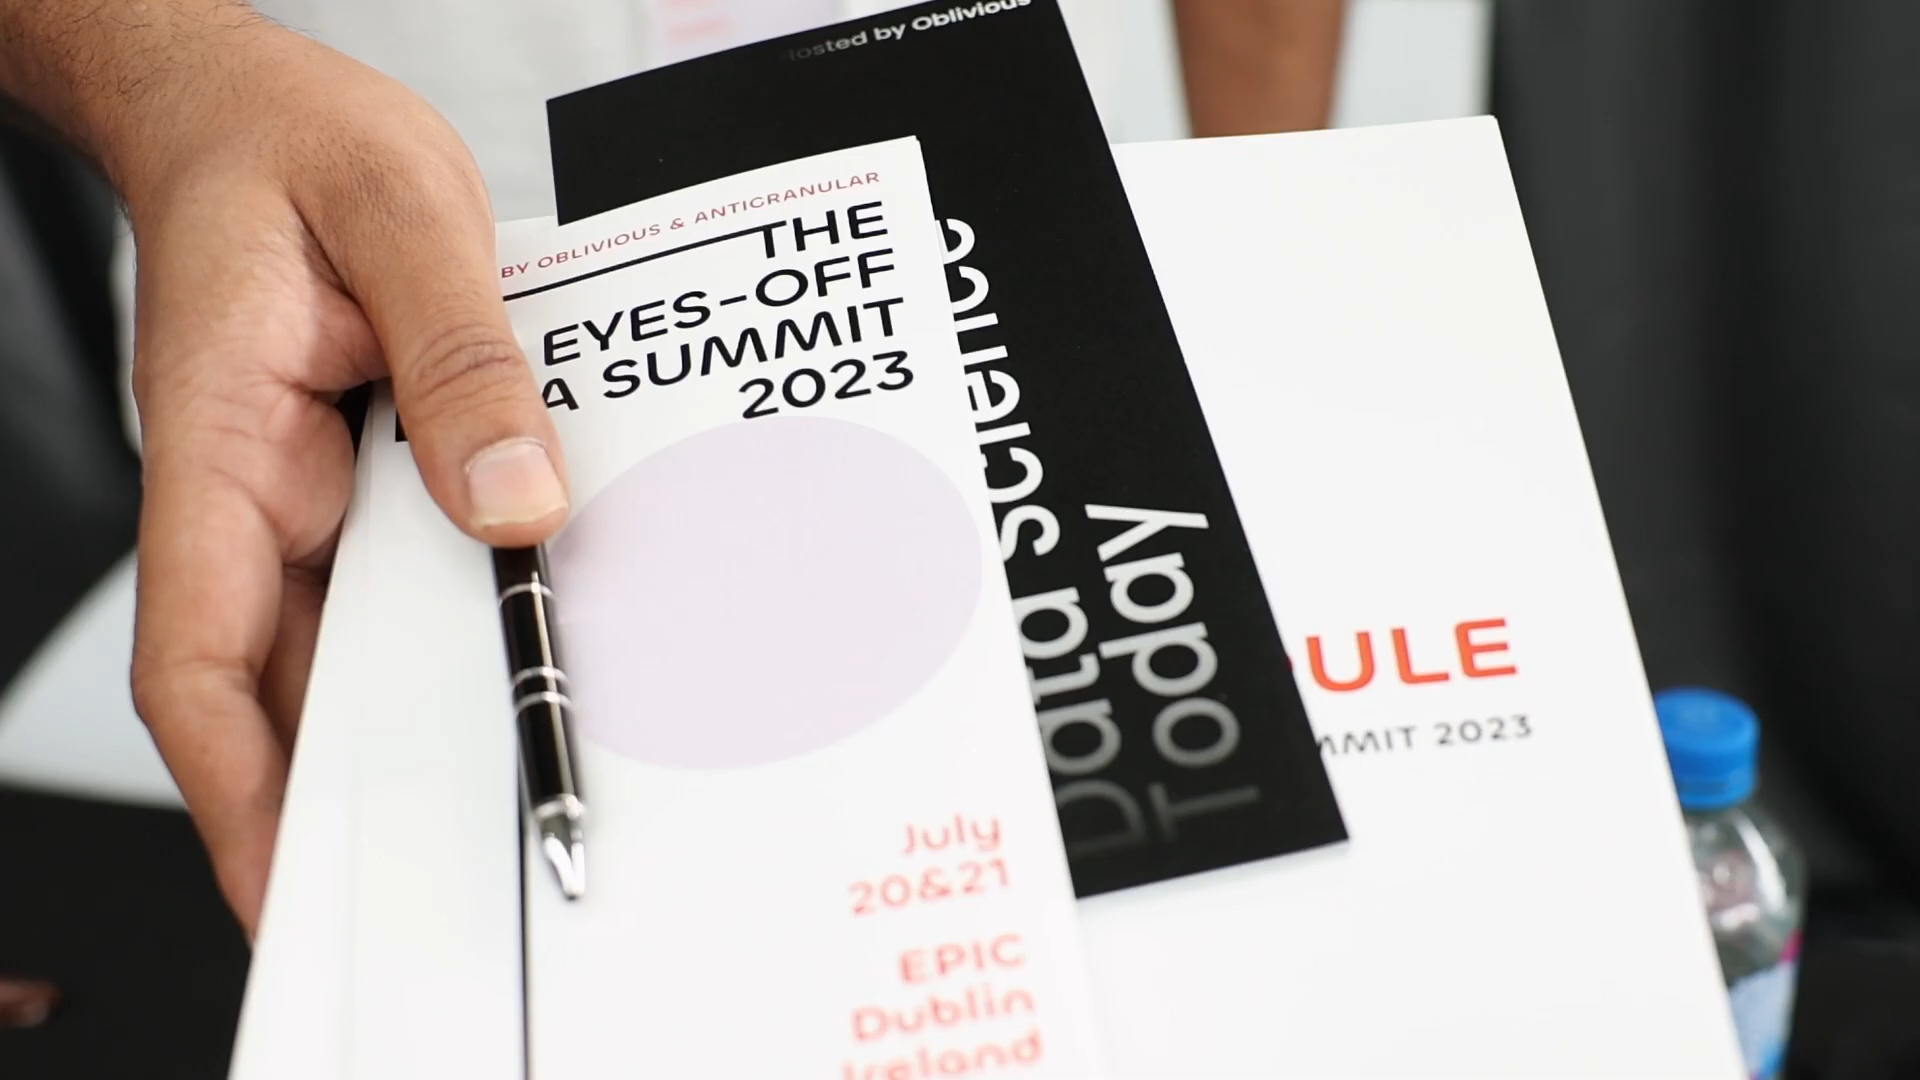 Hosted by Oblivious
BY OBLIVIOUS & ANTIGRANULAR
THE
EYES-OFF
A SUMMIT
2023
July
20&21
EPIC
Dublin
Ireland
Data science
Today
ULE
MMIT 2023